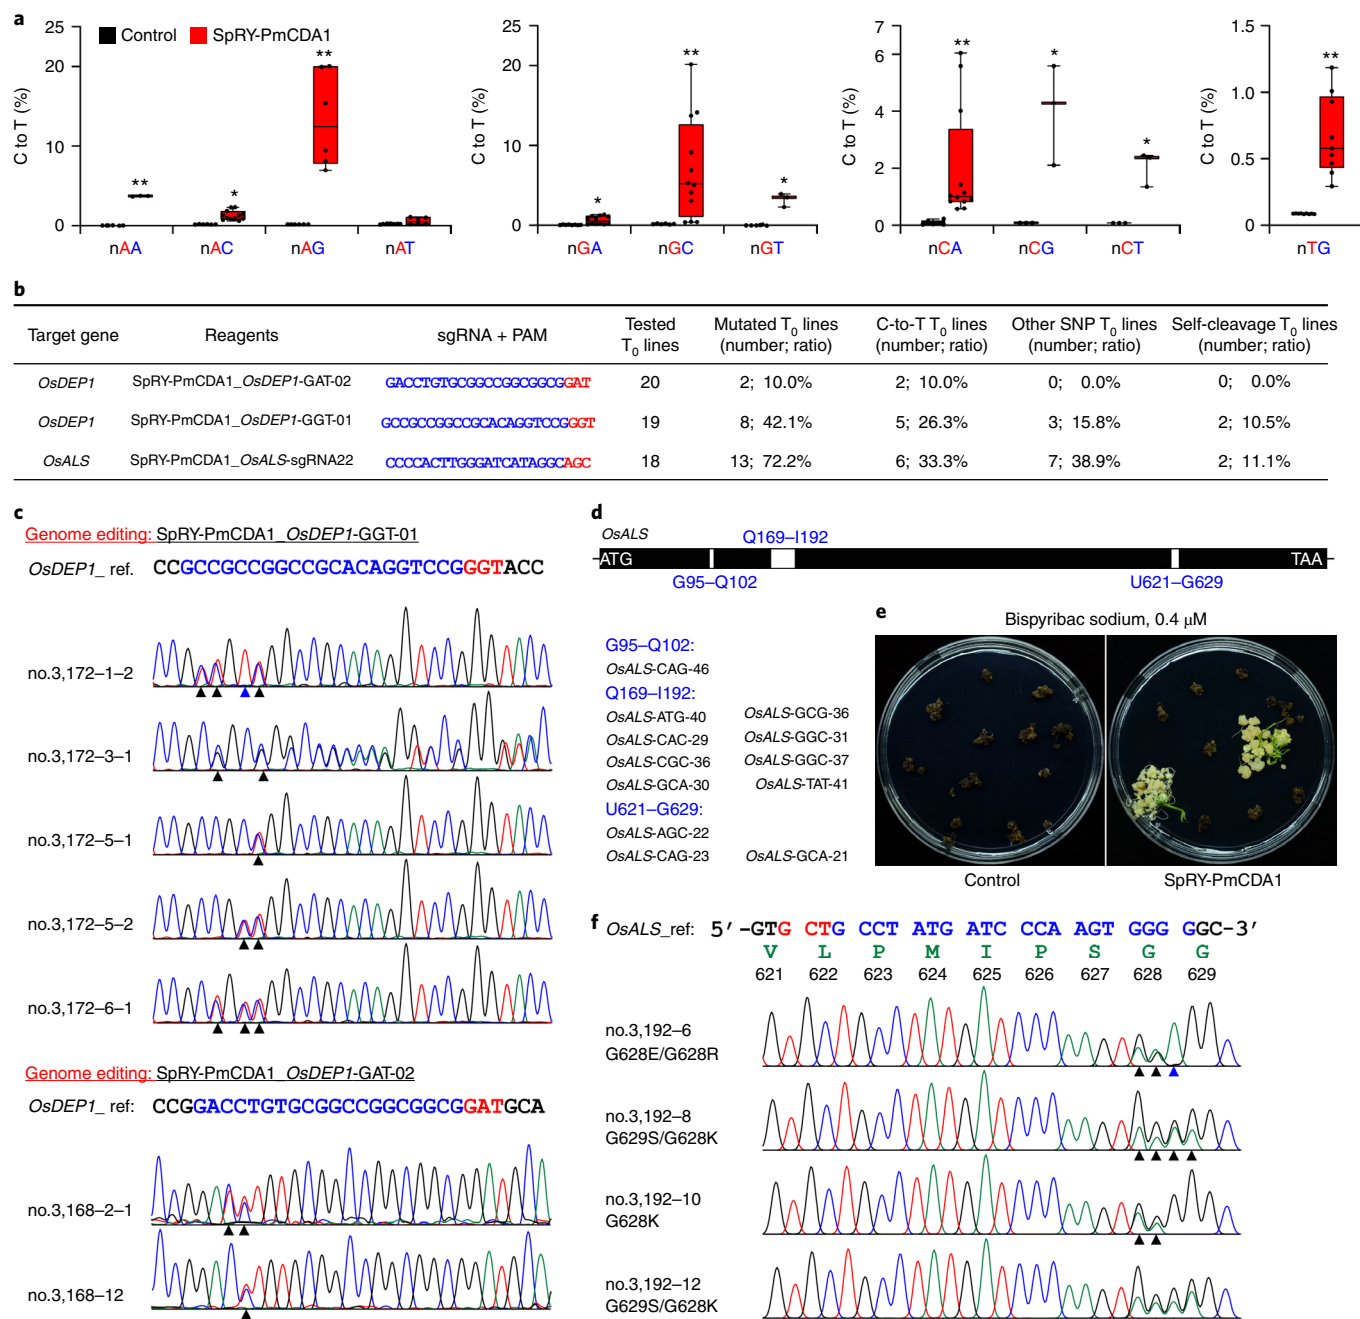 a
25
20
10
0
C to T (%)
Control
SpRY-PmCDA1
**
*
**
nAA
nAC
nAG
nAT
25
20
10
0
C to T (%)
*
**
*
nGA
nGC
nGT
7
6
4
2
0
C to T (%)
**
*
*
nCA
nCG
nCT
1.5
1.0
0.5
0
C to T (%)
**
nTG
b
Target gene Reagents sgRNA + PAM Tested T0 lines Mutated T0 lines (number; ratio) C-to-T T0 lines (number; ratio) Other SNP T0 lines (number; ratio) Self-cleavage T0 lines (number; ratio)
OsDEP1 SpRY-PmCDA1_OsDEP1-GAT-02 GACCTGTGCGGCCGGCGGCGGAT 20 2; 10.0% 2; 10.0% 0; 0.0% 0; 0.0%
OsDEP1 SpRY-PmCDA1_OsDEP1-GGT-01 GCCGCCGGCCGCACAGGTCCGGGT 19 8; 42.1% 5; 26.3% 3; 15.8% 2; 10.5%
OsALS SpRY-PmCDA1_OsALS-sgRNA22 CCCCACTTGGGATCATAGGCAGC 18 13; 72.2% 6; 33.3% 7; 38.9% 2; 11.1%
c
Genome editing: SpRY-PmCDA1_OsDEP1-GGT-01
OsDEP1_ ref. CCGCCGCCGGCCGCACAGGTCCGGGTACC
no.3,172–1–2
no.3,172–3–1
no.3,172–5–1
no.3,172–5–2
no.3,172–6–1
Genome editing: SpRY-PmCDA1_OsDEP1-GAT-02
OsDEP1_ ref: CCGGACCTGTGCGGCCGGCGGCGGATGCA
no.3,168–2–1
no.3,168–12
d
OsALS
Q169–I192
ATG
TAA
G95–Q102
U621–G629
G95–Q102:
OsALS-CAG-46
Q169–I192:
OsALS-ATG-40 OsALS-GCG-36
OsALS-CAC-29 OsALS-GGC-31
OsALS-CGC-36 OsALS-GGC-37
OsALS-GCA-30 OsALS-TAT-41
U621–G629:
OsALS-AGC-22
OsALS-CAG-23 OsALS-GCA-21
e
Bispyribac sodium, 0.4 μM
Control
SpRY-PmCDA1
f
OsALS_ref: 5′-GTG CTG CCT ATG ATC CCA AGT GGG GGC-3′
V L P M I P S G G
621 622 623 624 625 626 627 628 629
no.3,192–6
G628E/G628R
no.3,192–8
G629S/G628K
no.3,192–10
G628K
no.3,192–12
G629S/G628K